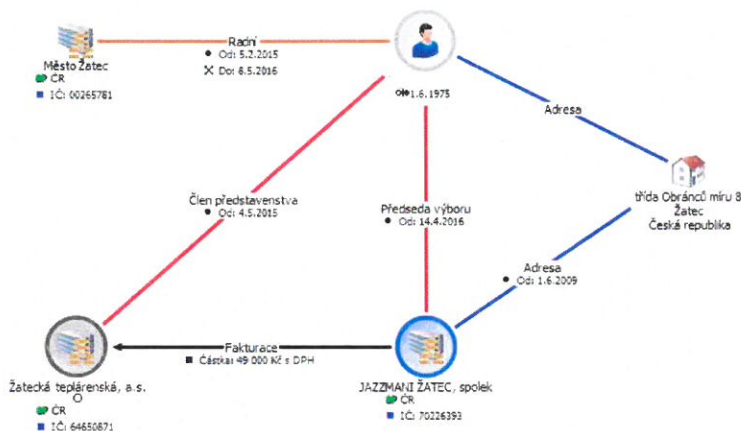 Radní
Od: 5.2.2015
Do: 6.5.2016
Město Žatec
ČR
IČ: 00265781
1.6.1975
Adresa
třída Obránců míru 8
Žatec
Česká republika
Člen představenstva
Od: 4.5.2015
Předseda výboru
Od: 14.4.2016
Adresa
Od: 1.6.2009
Fakturace
Částka: 49 000 Kč s DPH
Žatecká teplárenská, a.s.
ČR
IČ: 64650871
JAZZMANI ŽATEC, spolek
ČR
IČ: 70226393